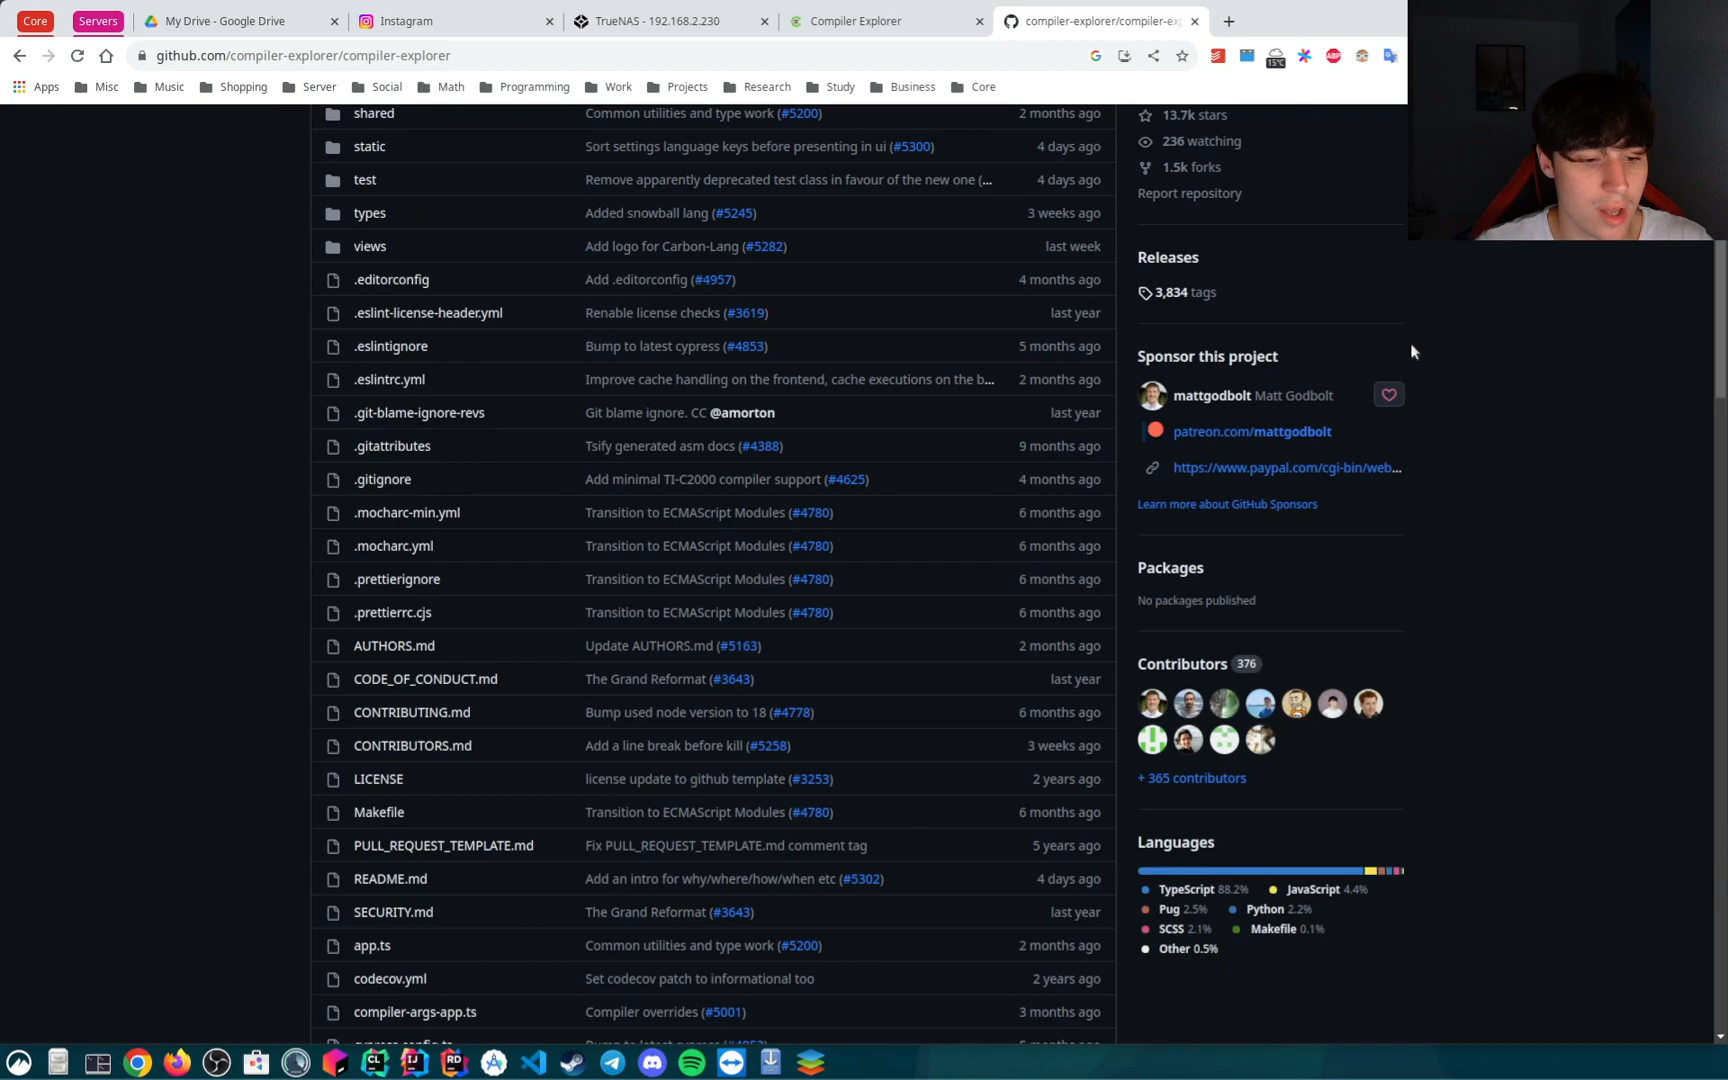 Core
Servers
My Drive - Google Drive
Instagram
TrueNAS - 192.168.2.230
Compiler Explorer
compiler-explorer/compiler-exp
github.com/compiler-explorer/compiler-explorer
15°C
ABP
Apps
Misc
Music
Shopping
Server
Social
Math
Programming
Work
Projects
Research
Study
Business
Core
shared Common utilities and type work (#5200) 2 months ago
static Sort settings language keys before presenting in ui (#5300) 4 days ago
test Remove apparently deprecated test class in favour of the new one (... 4 days ago
types Added snowball lang (#5245) 3 weeks ago
views Add logo for Carbon-Lang (#5282) last week
.editorconfig Add .editorconfig (#4957) 4 months ago
.eslint-license-header.yml Renable license checks (#3619) last year
.eslintignore Bump to latest cypress (#4853) 5 months ago
.eslintrc.yml Improve cache handling on the frontend, cache executions on the b... 2 months ago
.git-blame-ignore-revs Git blame ignore. CC @amorton last year
.gitattributes Tsify generated asm docs (#4388) 9 months ago
.gitignore Add minimal TI-C2000 compiler support (#4625) 4 months ago
.mocharc-min.yml Transition to ECMAScript Modules (#4780) 6 months ago
.mocharc.yml Transition to ECMAScript Modules (#4780) 6 months ago
.prettierignore Transition to ECMAScript Modules (#4780) 6 months ago
.prettierrc.cjs Transition to ECMAScript Modules (#4780) 6 months ago
AUTHORS.md Update AUTHORS.md (#5163) 2 months ago
CODE_OF_CONDUCT.md The Grand Reformat (#3643) last year
CONTRIBUTING.md Bump used node version to 18 (#4778) 6 months ago
CONTRIBUTORS.md Add a line break before kill (#5258) 3 weeks ago
LICENSE license update to github template (#3253) 2 years ago
Makefile Transition to ECMAScript Modules (#4780) 6 months ago
PULL_REQUEST_TEMPLATE.md Fix PULL_REQUEST_TEMPLATE.md comment tag 5 years ago
README.md Add an intro for why/where/how/when etc (#5302) 4 days ago
SECURITY.md The Grand Reformat (#3643) last year
app.ts Common utilities and type work (#5200) 2 months ago
codecov.yml Set codecov patch to informational too 2 years ago
compiler-args-app.ts Compiler overrides (#5001) 3 months ago
13.7k stars
236 watching
1.5k forks
Report repository
Releases
3,834 tags
Sponsor this project
mattgodbolt Matt Godbolt
patreon.com/mattgodbolt
https://www.paypal.com/cgi-bin/web...
Learn more about GitHub Sponsors
Packages
No packages published
Contributors 376
+ 365 contributors
Languages
TypeScript 88.2% JavaScript 4.4%
Pug 2.5% Python 2.2%
SCSS 2.1% Makefile 0.1%
Other 0.5%